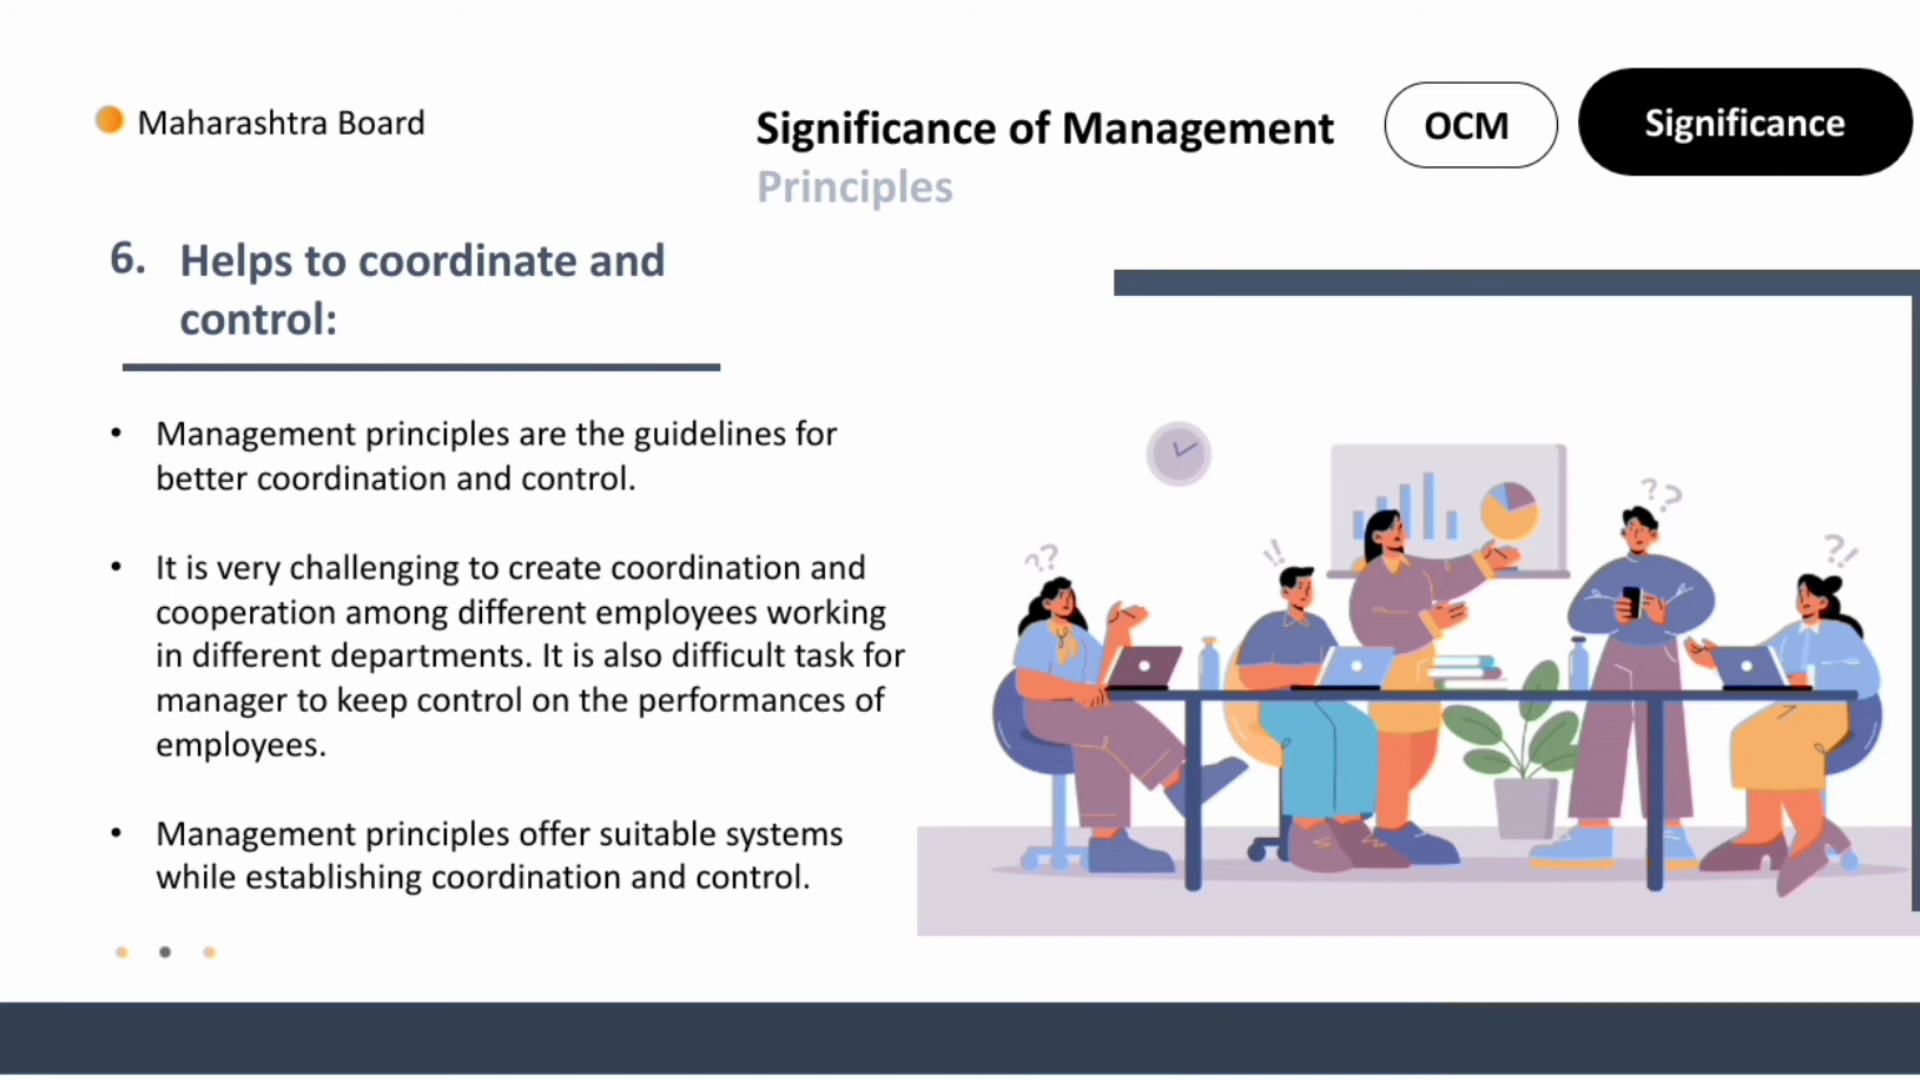 Maharashtra Board
Significance of Management
Principles
OCM
Significance
6. Helps to coordinate and
control:
• Management principles are the guidelines for
better coordination and control.
• It is very challenging to create coordination and
cooperation among different employees working
in different departments. It is also difficult task for
manager to keep control on the performances of
employees.
• Management principles offer suitable systems
while establishing coordination and control.
??
!!
??
?!